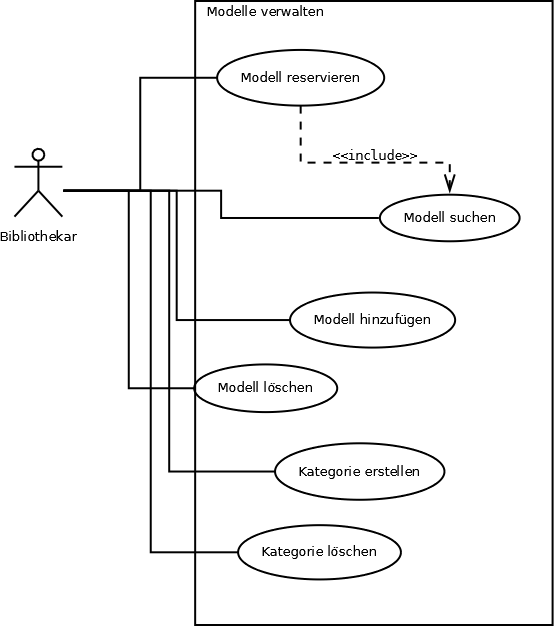 Modelle verwalten
Modell reservieren
<<include>>
Modell suchen
Bibliothekar
Modell hinzufügen
Modell löschen
Kategorie erstellen
Kategorie löschen